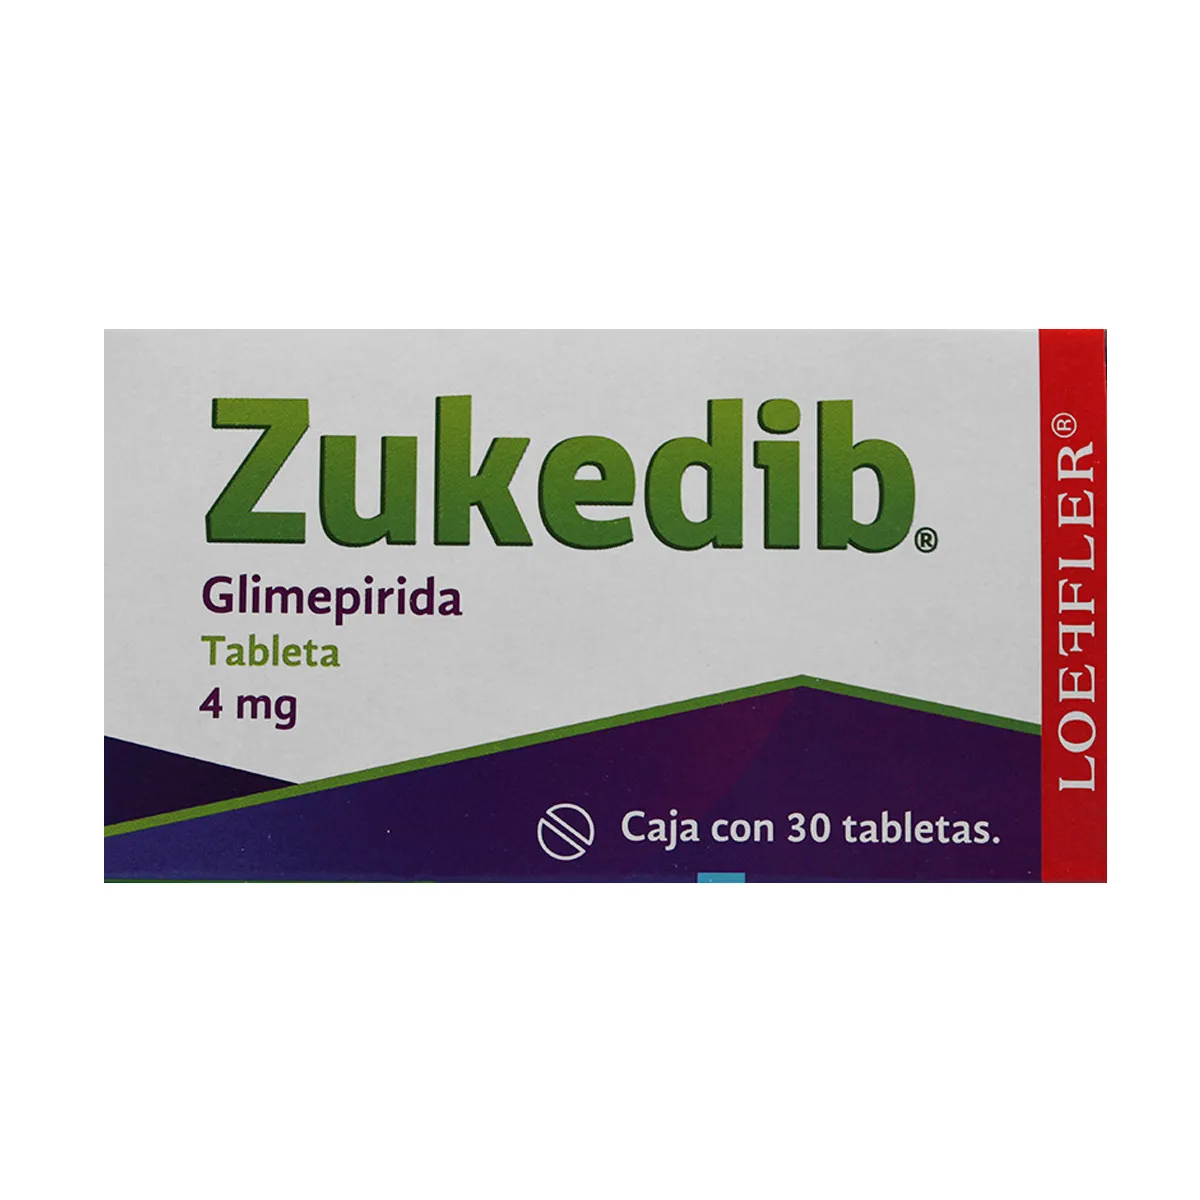 Zukedib®
Glimepirida
Tableta
4 mg
Caja con 30 tabletas.
LOEFFLER®